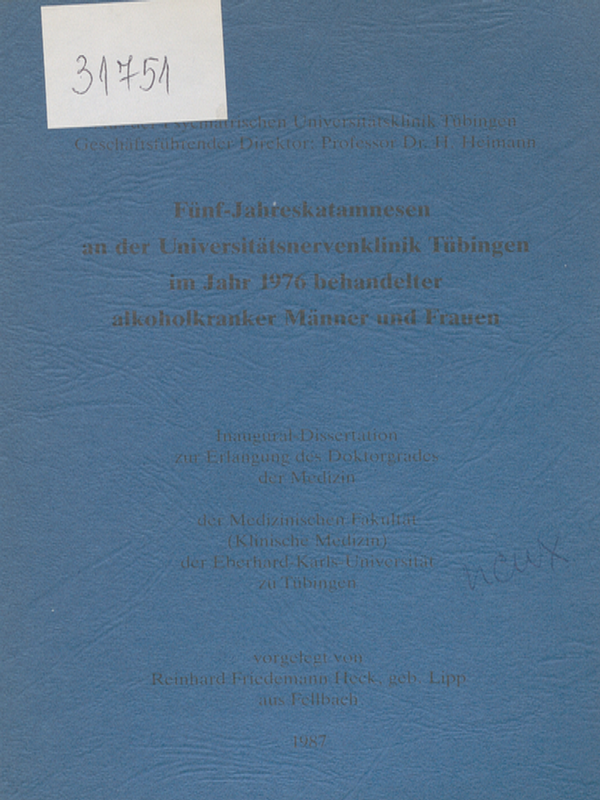 31751
Psychiatrischen Universitätsklinik Tübingen
Geschäftsführender Direktor: Professor Dr. H. Heimann
Fünf-Jahreskatamnesen
an der Universitätsnervenklinik Tübingen
im Jahr 1976 behandelter
alkoholkranker Männer und Frauen
Inaugural-Dissertation
zur Erlangung des Doktorgrades
der Medizin
der Medizinischen Fakultät
(Klinische Medizin)
der Eberhard-Karls-Universität
zu Tübingen
vorgelegt von
Reinhard Friedemann Heck, geb. Lipp
aus Fellbach
1987